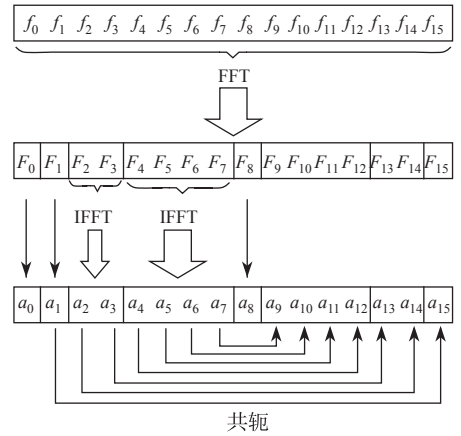 f₀ f₁ f₂ f₃ f₄ f₅ f₆ f₇ f₈ f₉ f₁₀ f₁₁ f₁₂ f₁₃ f₁₄ f₁₅
FFT
F₀ F₁ F₂ F₃ F₄ F₅ F₆ F₇ F₈ F₉ F₁₀ F₁₁ F₁₂ F₁₃ F₁₄ F₁₅
IFFT IFFT
a₀ a₁ a₂ a₃ a₄ a₅ a₆ a₇ a₈ a₉ a₁₀ a₁₁ a₁₂ a₁₃ a₁₄ a₁₅
共轭